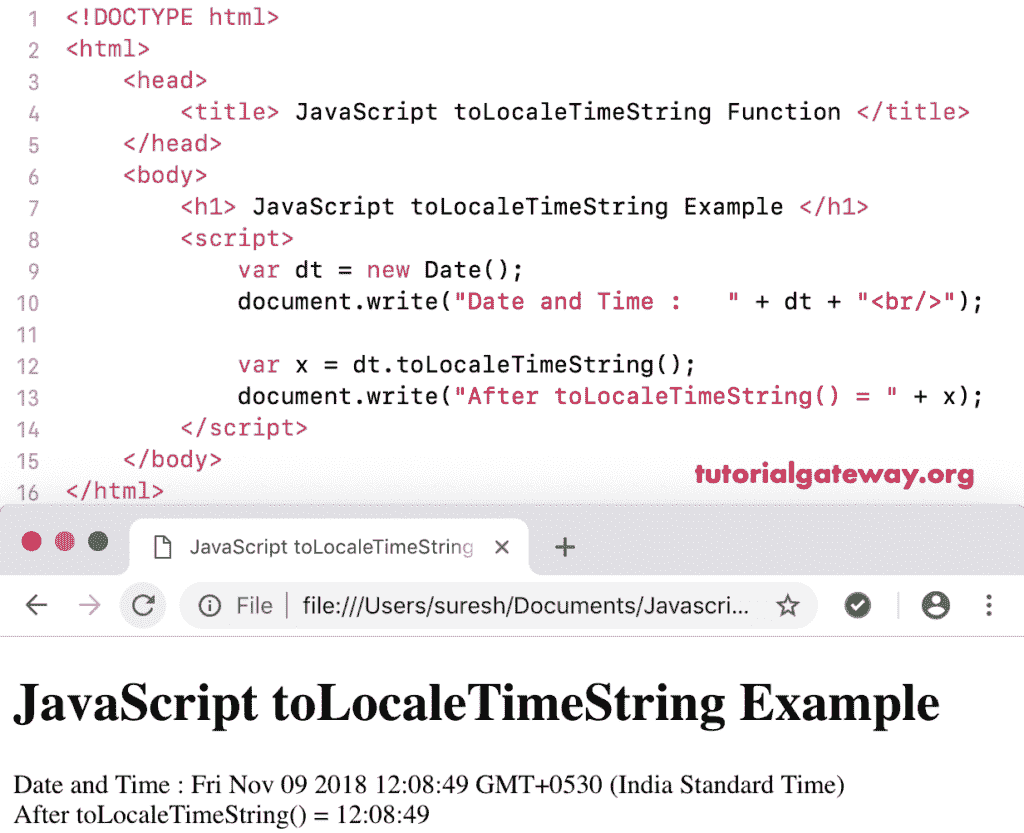 1 <!DOCTYPE html>
2 <html>
3 <head>
4 <title> JavaScript toLocaleTimeString Function </title>
5 </head>
6 <body>
7 <h1> JavaScript toLocaleTimeString Example </h1>
8 <script>
9 var dt = new Date();
10 document.write("Date and Time :   " + dt + "<br/>");
11
12 var x = dt.toLocaleTimeString();
13 document.write("After toLocaleTimeString() = " + x);
14 </script>
15 </body>
tutorialgateway.org
16 </html>
JavaScript toLocaleTimeString
File file:///Users/suresh/Documents/Javascri...
JavaScript toLocaleTimeString Example
Date and Time : Fri Nov 09 2018 12:08:49 GMT+0530 (India Standard Time)
After toLocaleTimeString() = 12:08:49